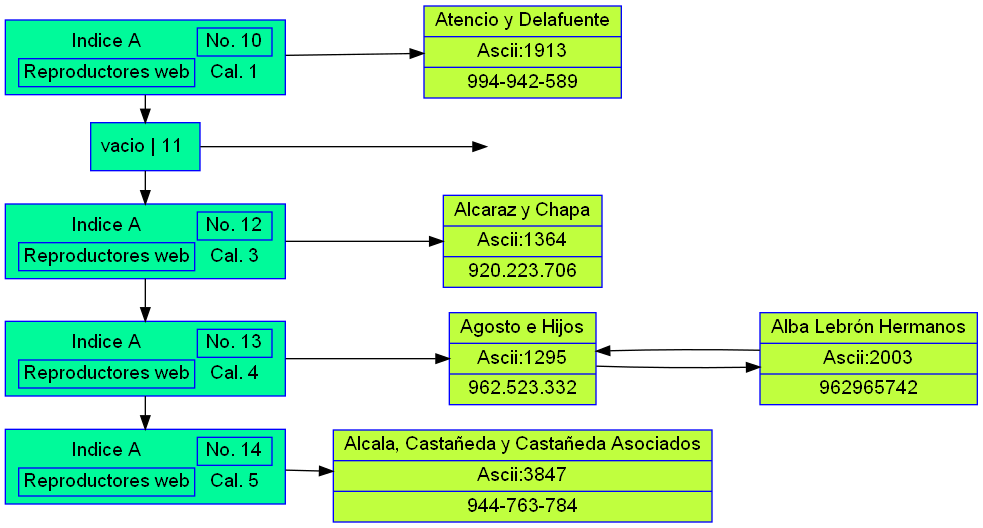 Indice A No. 10
Reproductores web Cal. 1
Atencio y Delafuente
Ascii:1913
994-942-589
vacio | 11
Indice A No. 12
Reproductores web Cal. 3
Alcaraz y Chapa
Ascii:1364
920.223.706
Indice A No. 13
Reproductores web Cal. 4
Agosto e Hijos
Ascii:1295
962.523.332
Alba Lebrón Hermanos
Ascii:2003
962965742
Indice A No. 14
Reproductores web Cal. 5
Alcala, Castañeda y Castañeda Asociados
Ascii:3847
944-763-784